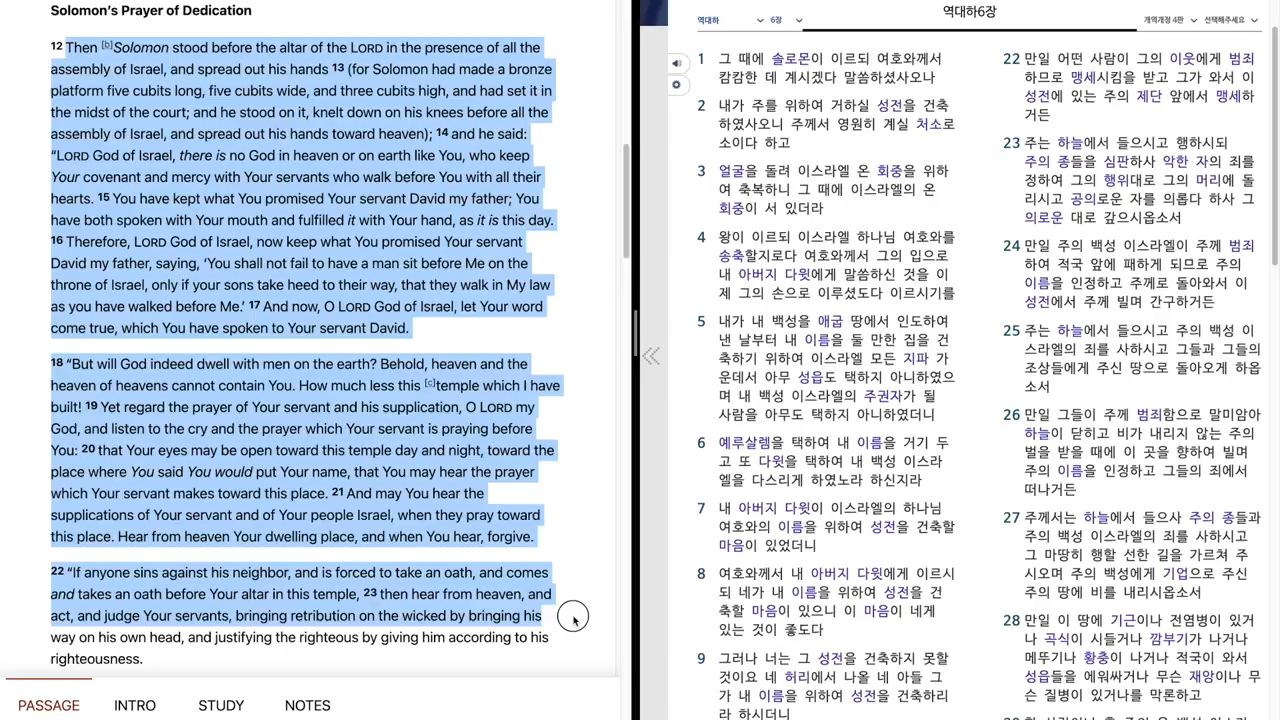 Solomon’s Prayer of Dedication
12 Then [b]Solomon stood before the altar of the LORD in the presence of all the
assembly of Israel, and spread out his hands 13 (for Solomon had made a bronze
platform five cubits long, five cubits wide, and three cubits high, and had set it in
the midst of the court; and he stood on it, knelt down on his knees before all the
assembly of Israel, and spread out his hands toward heaven); 14 and he said:
“LORD God of Israel, there is no God in heaven or on earth like You, who keep
Your covenant and mercy with Your servants who walk before You with all their
hearts. 15 You have kept what You promised Your servant David my father; You
have both spoken with Your mouth and fulfilled it with Your hand, as it is this day.
16 Therefore, LORD God of Israel, now keep what You promised Your servant
David my father, saying, ‘You shall not fail to have a man sit before Me on the
throne of Israel, only if your sons take heed to their way, that they walk in My law
as you have walked before Me.’ 17 And now, O LORD God of Israel, let Your word
come true, which You have spoken to Your servant David.
18 “But will God indeed dwell with men on the earth? Behold, heaven and the
heaven of heavens cannot contain You. How much less this [c]temple which I have
built! 19 Yet regard the prayer of Your servant and his supplication, O LORD my
God, and listen to the cry and the prayer which Your servant is praying before
You: 20 that Your eyes may be open toward this temple day and night, toward the
place where You said You would put Your name, that You may hear the prayer
which Your servant makes toward this place. 21 And may You hear the
supplications of Your servant and of Your people Israel, when they pray toward
this place. Hear from heaven Your dwelling place, and when You hear, forgive.
22 “If anyone sins against his neighbor, and is forced to take an oath, and comes
and takes an oath before Your altar in this temple, 23 then hear from heaven, and
act, and judge Your servants, bringing retribution on the wicked by bringing his
way on his own head, and justifying the righteous by giving him according to his
righteousness.
PASSAGE INTRO STUDY NOTES
역대하6장
역대하 6장 개역개정 4판 선택해주세요
1 그 때에 솔로몬이 이르되 여호와께서
캄캄한 데 계시겠다 말씀하셨사오나
2 내가 주를 위하여 거하실 성전을 건축
하였사오니 주께서 영원히 계실 처소로
소이다 하고
3 얼굴을 돌려 이스라엘 온 회중을 위하
여 축복하니 그 때에 이스라엘의 온
회중이 서 있더라
4 왕이 이르되 이스라엘 하나님 여호와를
송축할지로다 여호와께서 그의 입으로
내 아버지 다윗에게 말씀하신 것을 이
제 그의 손으로 이루셨도다 이르시기를
5 내가 내 백성을 애굽 땅에서 인도하여
낸 날부터 내 이름을 둘 만한 집을 건
축하기 위하여 이스라엘 모든 지파 가
운데서 아무 성읍도 택하지 아니하였으
며 내 백성 이스라엘의 주권자가 될
사람을 아무도 택하지 아니하였더니
6 예루살렘을 택하여 내 이름을 거기 두
고 또 다윗을 택하여 내 백성 이스라
엘을 다스리게 하였노라 하신지라
7 내 아버지 다윗이 이스라엘의 하나님
여호와의 이름을 위하여 성전을 건축할
마음이 있었더니
8 여호와께서 내 아버지 다윗에게 이르시
되 네가 내 이름을 위하여 성전을 건
축할 마음이 있으니 이 마음이 네게
있는 것이 좋도다
9 그러나 너는 그 성전을 건축하지 못할
것이요 네 허리에서 나올 네 아들 그
가 내 이름을 위하여 성전을 건축하리
라 하시더니
22 만일 어떤 사람이 그의 이웃에게 범죄
하므로 맹세시킴을 받고 그가 와서 이
성전에 있는 주의 제단 앞에서 맹세하
거든
23 주는 하늘에서 들으시고 행하시되
주의 종들을 심판하사 악한 자의 죄를
정하여 그의 행위대로 그의 머리에 돌
리시고 공의로운 자를 의롭다 하사 그
의로운 대로 갚으시옵소서
24 만일 주의 백성 이스라엘이 주께 범죄
하여 적국 앞에 패하게 되므로 주의
이름을 인정하고 주께로 돌아와서 이
성전에서 주께 빌며 간구하거든
25 주는 하늘에서 들으시고 주의 백성 이
스라엘의 죄를 사하시고 그들과 그들의
조상들에게 주신 땅으로 돌아오게 하옵
소서
26 만일 그들이 주께 범죄함으로 말미암아
하늘이 닫히고 비가 내리지 않는 주의
벌을 받을 때에 이 곳을 향하여 빌며
주의 이름을 인정하고 그들의 죄에서
떠나거든
27 주께서는 하늘에서 들으사 주의 종들과
주의 백성 이스라엘의 죄를 사하시고
그 마땅히 행할 선한 길을 가르쳐 주
시오며 주의 백성에게 기업으로 주신
주의 땅에 비를 내리시옵소서
28 만일 이 땅에 기근이나 전염병이 있거
나 곡식이 시들거나 깜부기가 나거나
메뚜기나 황충이 나거나 적국이 와서
성읍들을 에워싸거나 무슨 재앙이나 무
슨 질병이 있거나를 막론하고